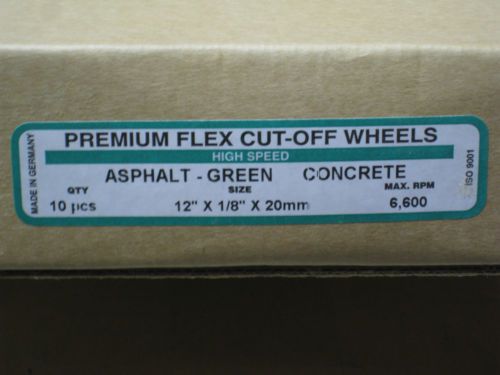 PREMIUM FLEX CUT-OFF WHEELS
HIGH SPEED
ASPHALT - GREEN CONCRETE
QTY SIZE MAX. RPM
10 pcs 12" X 1/8" X 20mm 6,600
MADE IN GERMANY
ISO 9001